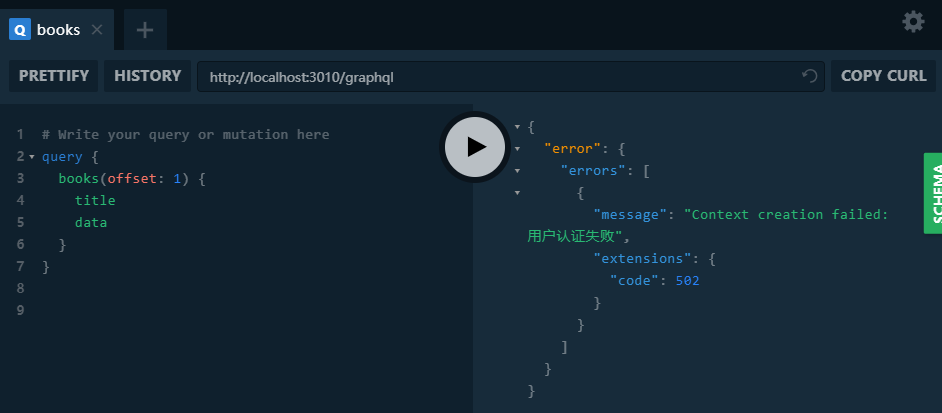 Q books
PRETTIFY HISTORY http://localhost:3010/graphql COPY CURL
1 # Write your query or mutation here
2 query {
3 books(offset: 1) {
4 title
5 data
6 }
7 }
8
9
{
"error": {
"errors": [
{
"message": "Context creation failed:
用户认证失败",
"extensions": {
"code": 502
}
}
]
}
}
SCHEMA